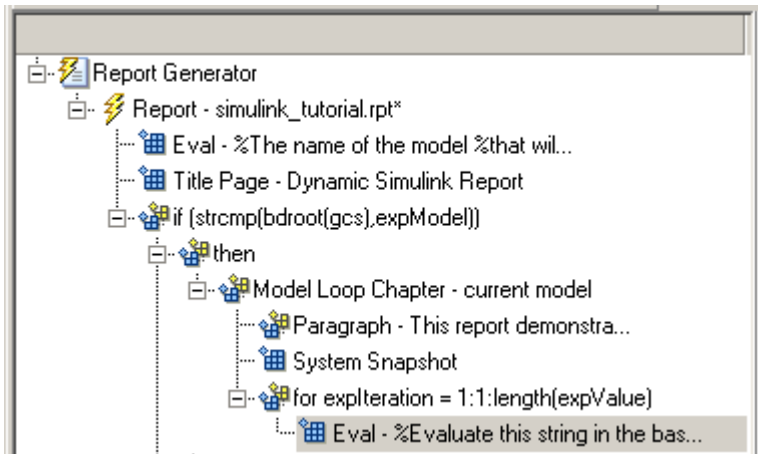 Report Generator
Report - simulink_tutorial.rpt*
Eval - %The name of the model %that wil...
Title Page - Dynamic Simulink Report
if (strcmp(bdroot(gcs),expModel))
then
Model Loop Chapter - current model
Paragraph - This report demonstra...
System Snapshot
for expIteration = 1:1:length(expValue)
Eval - %Evaluate this string in the bas...